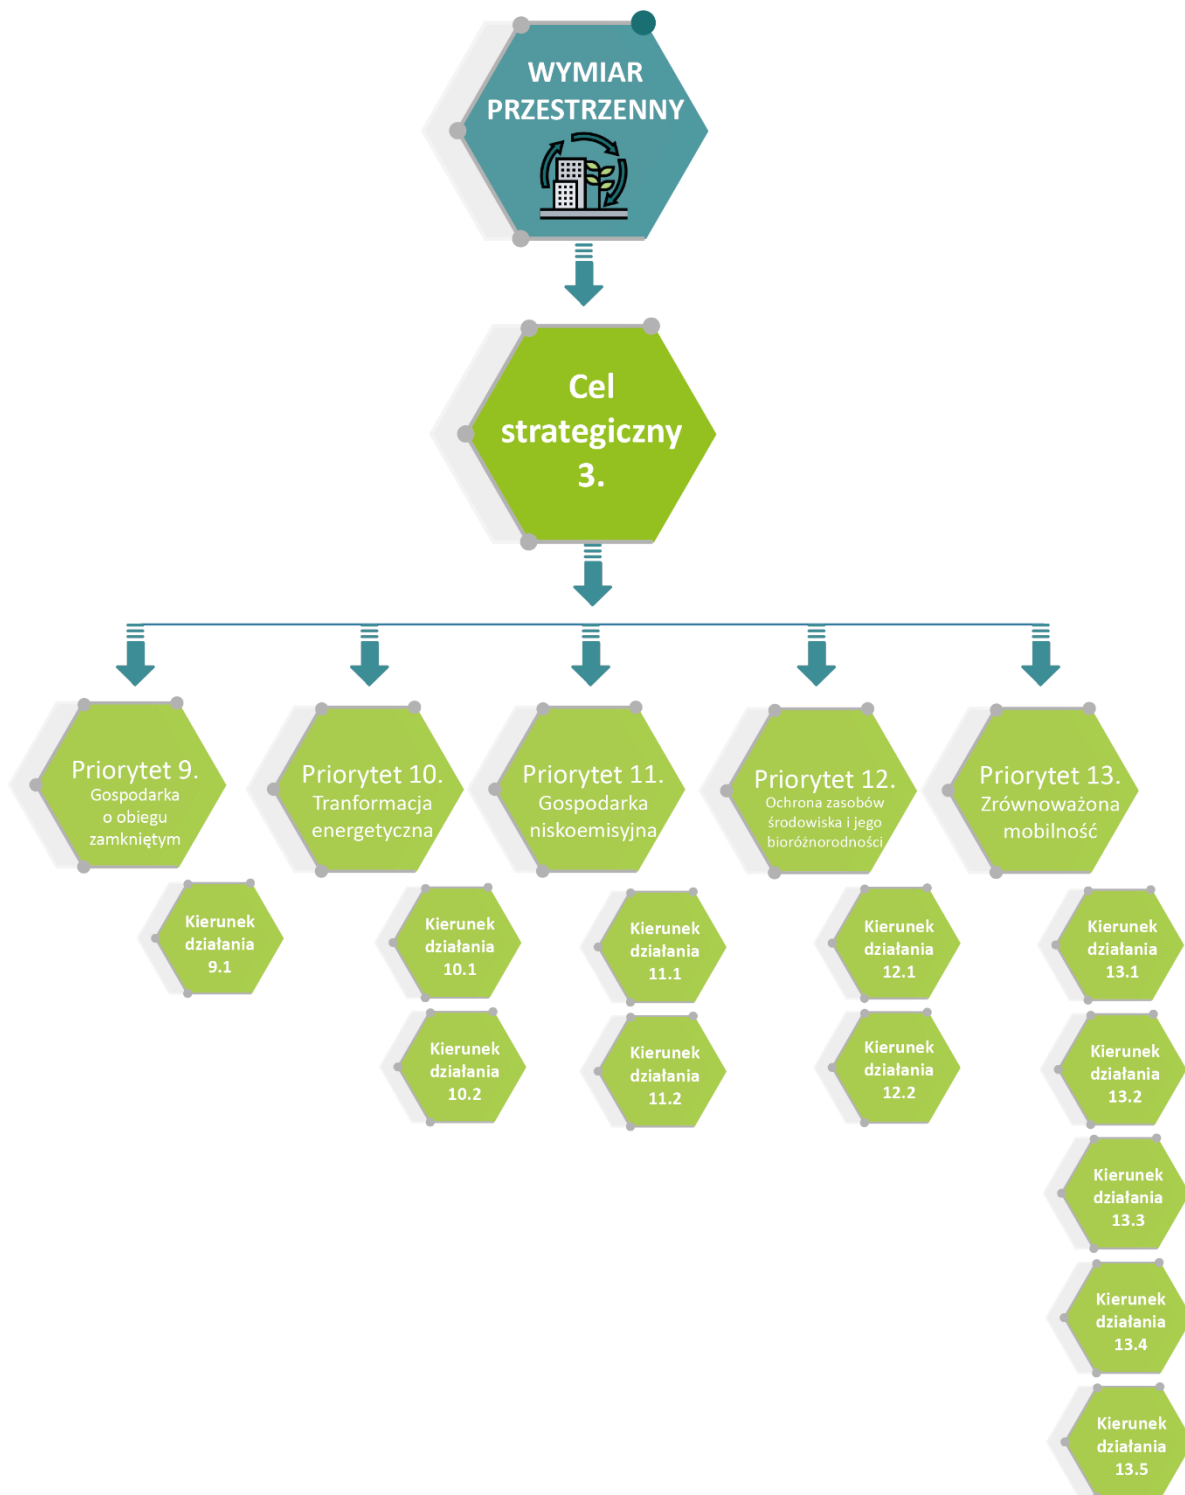 WYMIAR
PRZESTRZENNY
Cel
strategiczny
3.
Priorytet 9.
Gospodarka
o obiegu
zamkniętym
Priorytet 10.
Tranformacja
energetyczna
Priorytet 11.
Gospodarka
niskoemisyjna
Priorytet 12.
Ochrona zasobów
środowiska i jego
bioróżnorodności
Priorytet 13.
Zrównoważona
mobilność
Kierunek
działania
9.1
Kierunek
działania
10.1
Kierunek
działania
10.2
Kierunek
działania
11.1
Kierunek
działania
11.2
Kierunek
działania
12.1
Kierunek
działania
12.2
Kierunek
działania
13.1
Kierunek
działania
13.2
Kierunek
działania
13.3
Kierunek
działania
13.4
Kierunek
działania
13.5